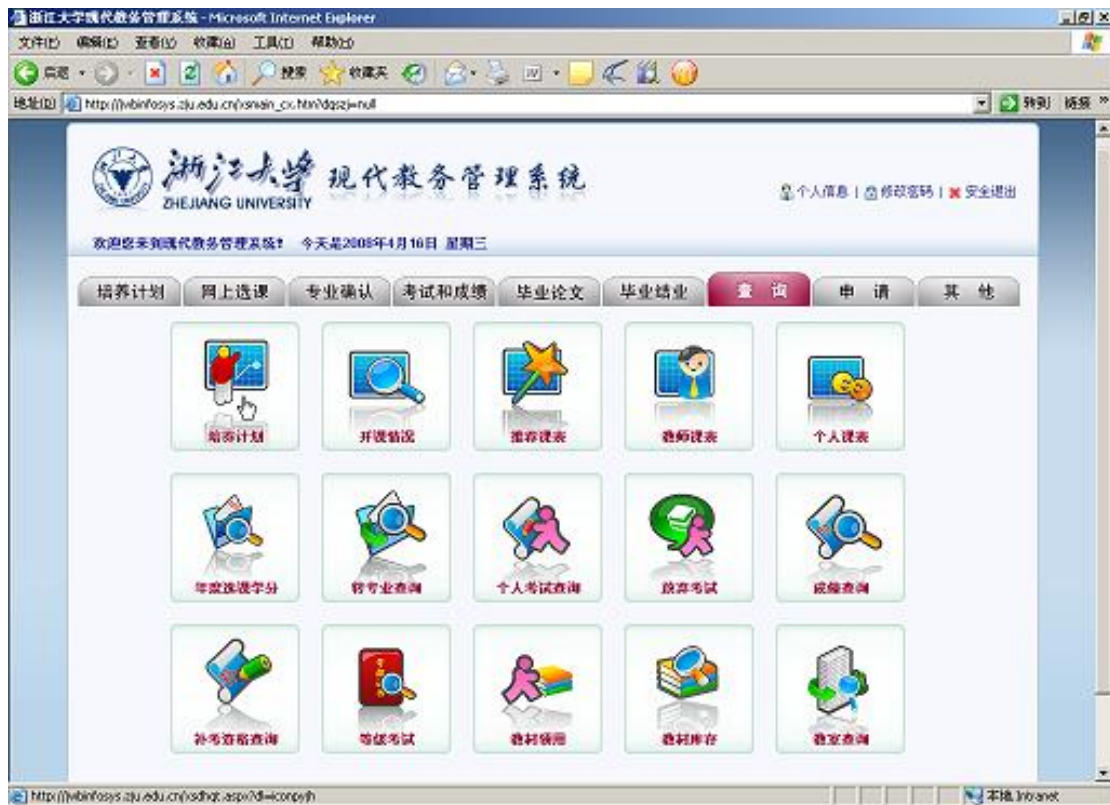 浙江大学现代教务管理系统 - Microsoft Internet Explorer
文件(F) 编辑(E) 查看(V) 收藏(A) 工具(T) 帮助(H)
后退 搜索 收藏夹
地址(D) http://jwbinfosys.zju.edu.cn/xsmain_cx.htm?dqszj=null 转到 链接 »
浙江大学 现代教务管理系统
ZHEJIANG UNIVERSITY
个人信息 | 修改密码 | 安全退出
欢迎您来到现代教务管理系统! 今天是2008年4月16日 星期三
培养计划 网上选课 专业确认 考试和成绩 毕业论文 毕业结业 查 询 申 请 其 他
培养计划 开课情况 推荐课表 教师课表 个人课表
年度选课学分 转专业查询 个人考试查询 放弃考试 成绩查询
补考资格查询 等级考试 教材领用 教材库存 教室查询
http://jwbinfosys.zju.edu.cn/xsdhqt.aspx?dl=iconpyjh 本地 Intranet